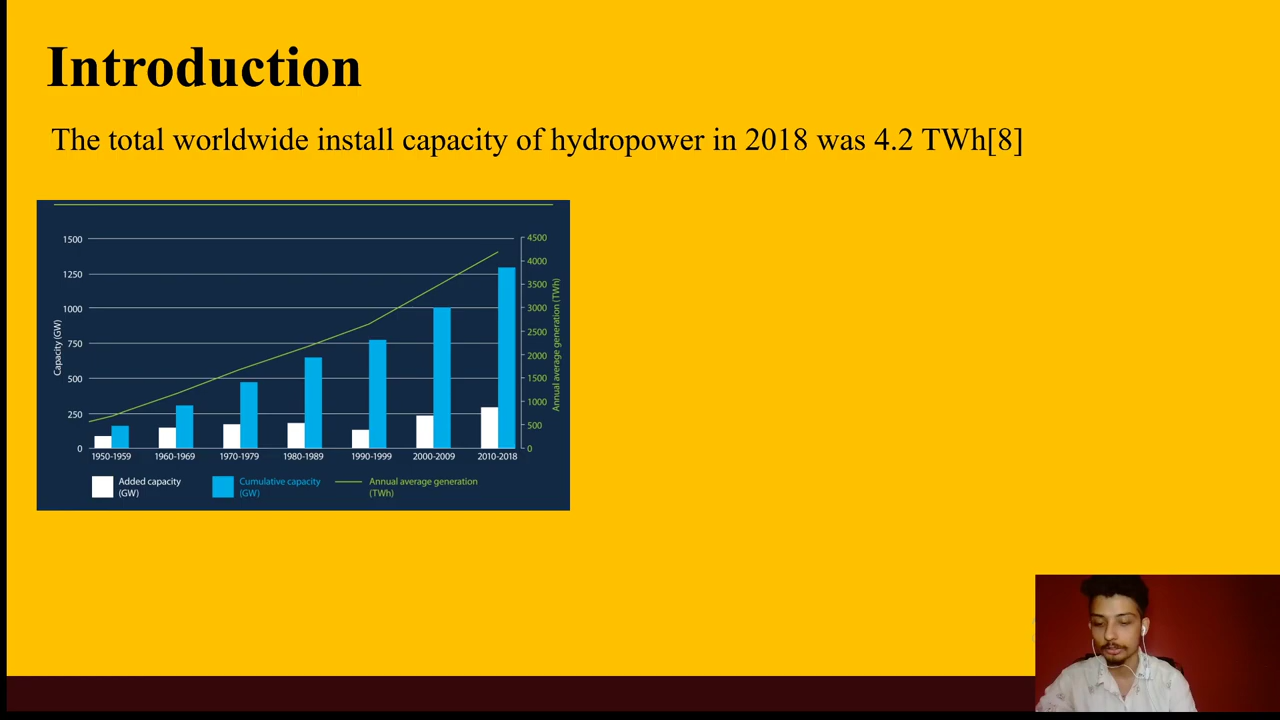 Introduction
The total worldwide install capacity of hydropower in 2018 was 4.2 TWh[8]
1500
1250
1000
750
500
250
0
Capacity (GW)
4500
4000
3500
3000
2500
2000
1500
1000
500
0
Annual average generation (TWh)
1950-1959 1960-1969 1970-1979 1980-1989 1990-1999 2000-2009 2010-2018
Added capacity Cumulative capacity Annual average generation
(GW) (GW) (TWh)